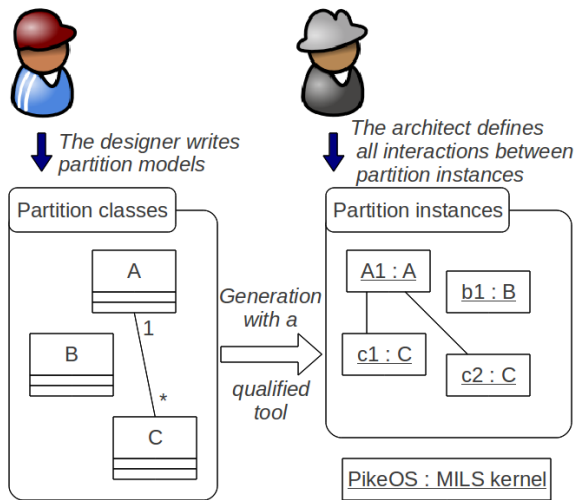 The designer writes
partition models
The architect defines
all interactions between
partition instances
Partition classes
A
1
B
*
C
Generation
with a
qualified
tool
Partition instances
A1 : A
b1 : B
c1 : C
c2 : C
PikeOS : MILS kernel